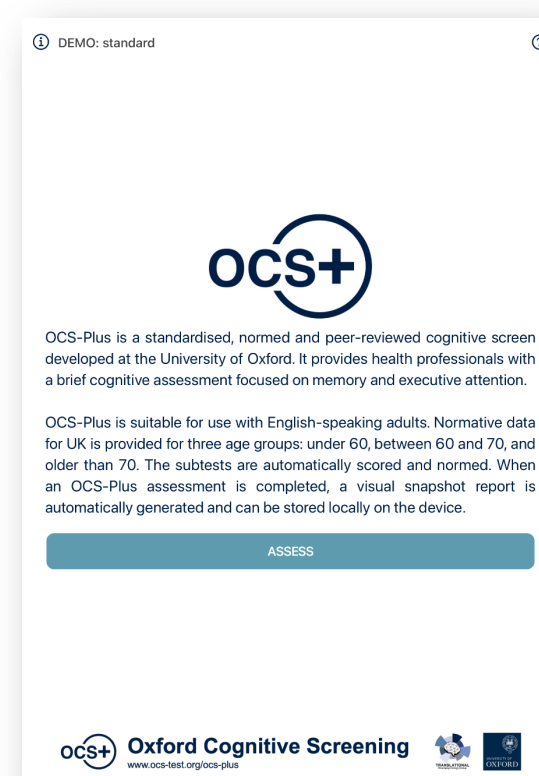 DEMO: standard
OCS+
OCS-Plus is a standardised, normed and peer-reviewed cognitive screen
developed at the University of Oxford. It provides health professionals with
a brief cognitive assessment focused on memory and executive attention.
OCS-Plus is suitable for use with English-speaking adults. Normative data
for UK is provided for three age groups: under 60, between 60 and 70, and
older than 70. The subtests are automatically scored and normed. When
an OCS-Plus assessment is completed, a visual snapshot report is
automatically generated and can be stored locally on the device.
ASSESS
OCS+
Oxford Cognitive Screening
www.ocs-test.org/ocs-plus
TRANSLATIONAL
UNIVERSITY OF
OXFORD